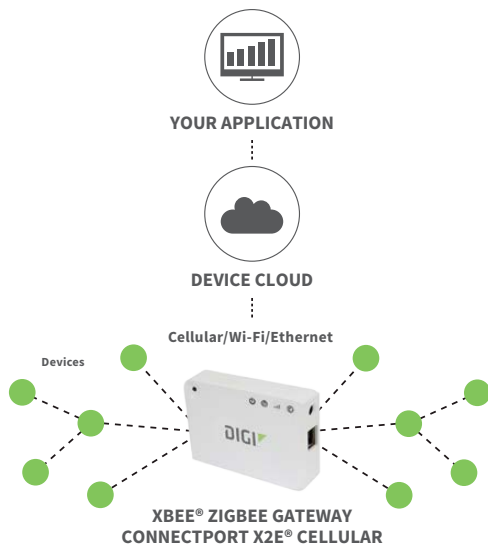 YOUR APPLICATION
DEVICE CLOUD
Cellular/Wi-Fi/Ethernet
Devices
DIGI
XBEE® ZIGBEE GATEWAY
CONNECTPORT X2E® CELLULAR